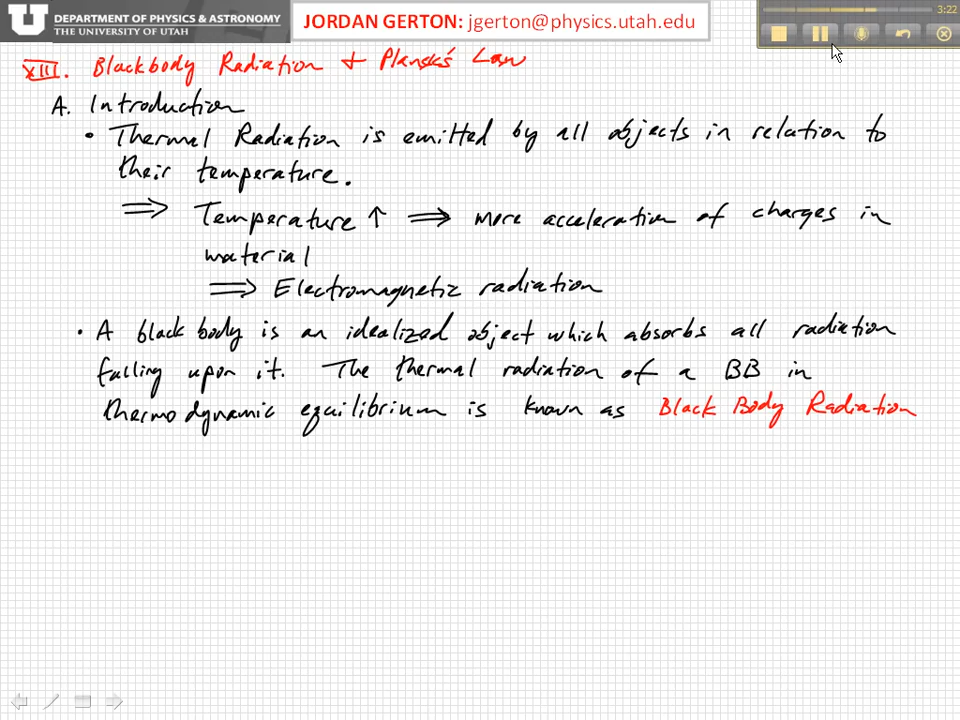 U DEPARTMENT OF PHYSICS & ASTRONOMY
THE UNIVERSITY OF UTAH
JORDAN GERTON: jgerton@physics.utah.edu
3:22
XIII. Blackbody Radiation + Planck's Law
A. Introduction
• Thermal Radiation is emitted by all objects in relation to
their temperature.
⇒ Temperature ↑ ⇒ more acceleration of charges in
material
⇒ Electromagnetic radiation
• A black body is an idealized object which absorbs all radiation
falling upon it. The thermal radiation of a BB in
thermodynamic equilibrium is known as Black Body Radiation